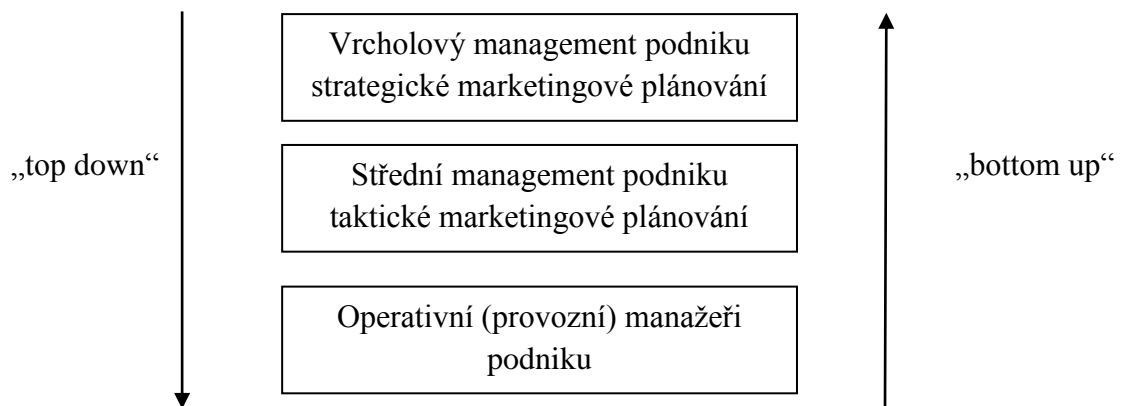 Vrcholový management podniku
strategické marketingové plánování
„top down“
Střední management podniku
taktické marketingové plánování
„bottom up“
Operativní (provozní) manažeři
podniku